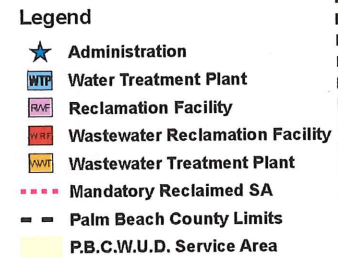 Legend
Administration
WTP Water Treatment Plant
RWF Reclamation Facility
WRF Wastewater Reclamation Facility
WWT Wastewater Treatment Plant
Mandatory Reclaimed SA
Palm Beach County Limits
P.B.C.W.U.D. Service Area